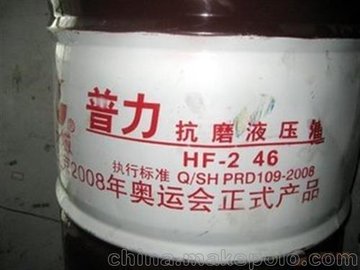 普力 抗磨液压油
HF-2 46
执行标准 Q/SH PRD109-2008
2008年奥运会正式产品
china.makepolo.com